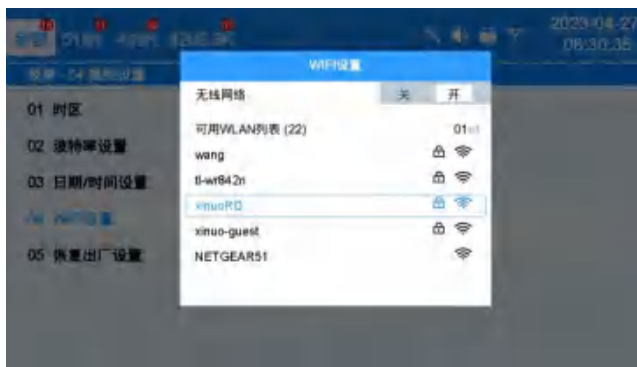 2023-04-27
08:30:35
WIFI设置
无线网络 关 开
01 时区
可用WLAN列表 (22) 01
02 波特率设置
wang
03 日期/时间设置
tl-wr842n
xinuoRD
04 WIFI设置
xinuo-guest
05 恢复出厂设置
NETGEAR51